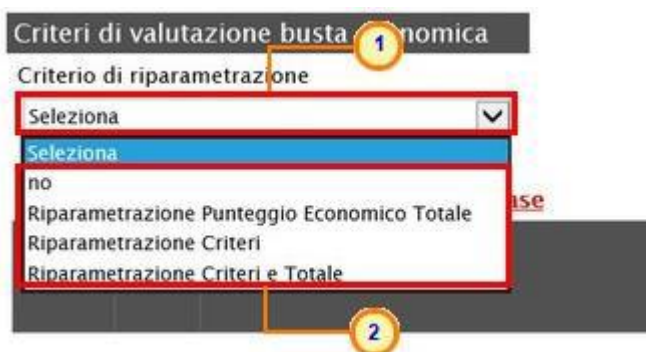 Criteri di valutazione busta economica
1
Criterio di riparametrazione
Seleziona
Seleziona
no
Riparametrazione Punteggio Economico Totale
Riparametrazione Criteri
Riparametrazione Criteri e Totale
2